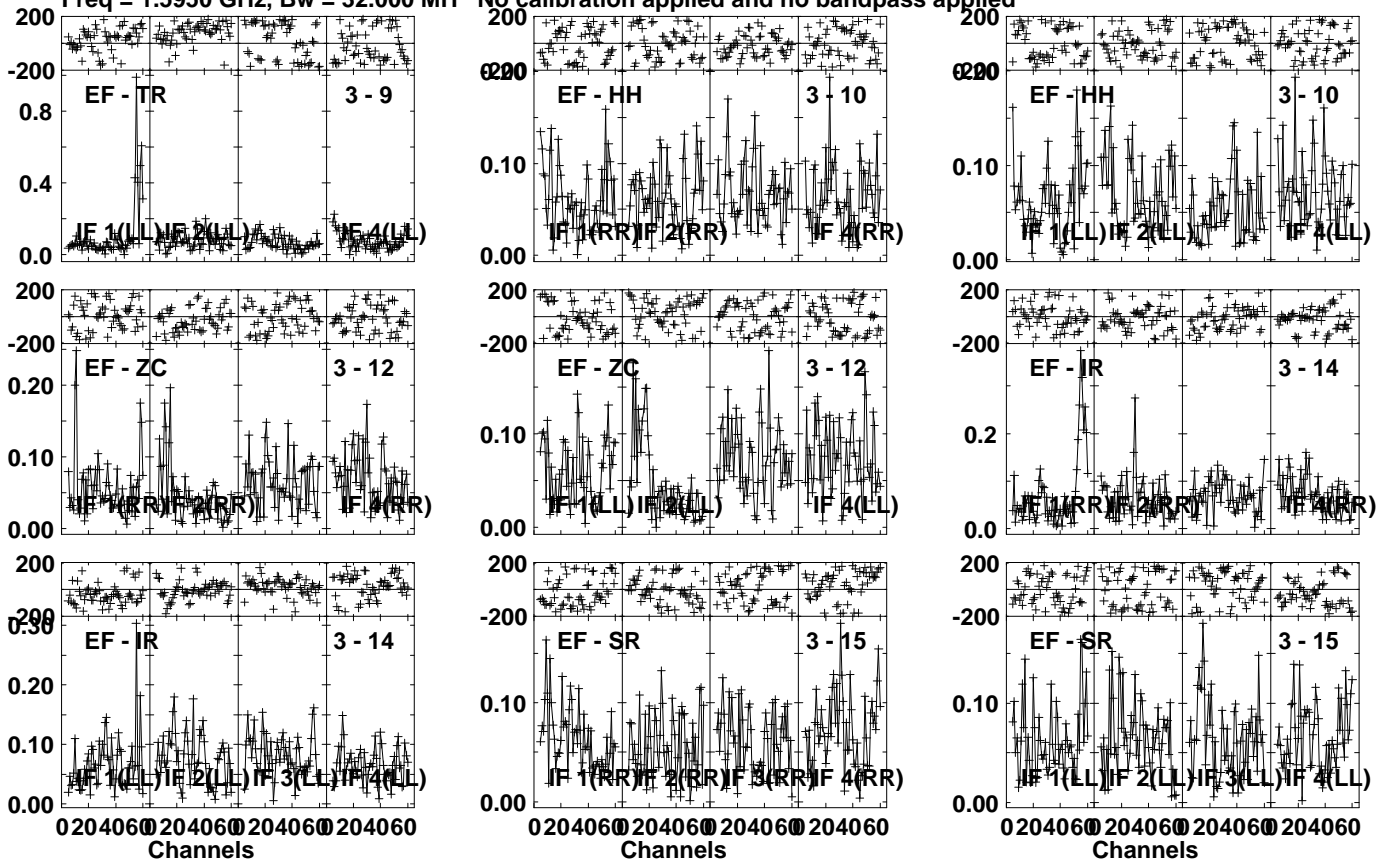 Freq = 1.5950 GHz, Bw = 32.000 MH No calibration applied and no bandpass applied
200
-200
EF - TR 3 - 9
0.8
0.4
0.0
IF 1(LL) IF 2(LL) IF 4(LL)
200
-200
0.20
EF - HH 3 - 10
0.10
0.00
IF 1(RR) IF 2(RR) IF 4(RR)
200
-200
0.20
EF - HH 3 - 10
0.10
0.00
IF 1(LL) IF 2(LL) IF 4(LL)
200
-200
EF - ZC 3 - 12
0.20
0.10
0.00
IF 1(RR) IF 2(RR) IF 4(RR)
200
-200
EF - ZC 3 - 12
0.10
0.00
IF 1(LL) IF 2(LL) IF 4(LL)
200
-200
EF - IR 3 - 14
0.2
0.0
IF 1(RR) IF 2(RR) IF 4(RR)
200
-200
0.30
EF - IR 3 - 14
0.20
0.10
0.00
IF 1(LL) IF 2(LL) IF 3(LL) IF 4(LL)
0 20 40 60 0 20 40 60 0 20 40 60 0 20 40 60
Channels
200
-200
EF - SR 3 - 15
0.10
0.00
IF 1(RR) IF 2(RR) IF 3(RR) IF 4(RR)
0 20 40 60 0 20 40 60 0 20 40 60 0 20 40 60
Channels
200
-200
EF - SR 3 - 15
0.10
0.00
IF 1(LL) IF 2(LL) IF 3(LL) IF 4(LL)
0 20 40 60 0 20 40 60 0 20 40 60 0 20 40 60
Channels